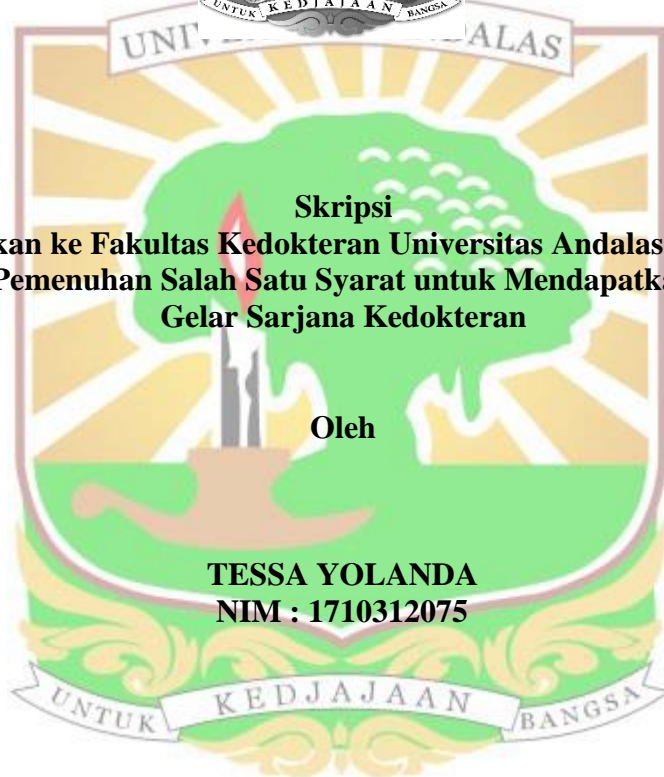 UNTUK KEDJAJAAN BANGSA
ALAS
Skripsi
kan ke Fakultas Kedokteran Universitas Andalas
Pemenuhan Salah Satu Syarat untuk Mendapatka
Gelar Sarjana Kedokteran
Oleh
TESSA YOLANDA
NIM : 1710312075
UNTUK KEDJAJAAN BANGSA